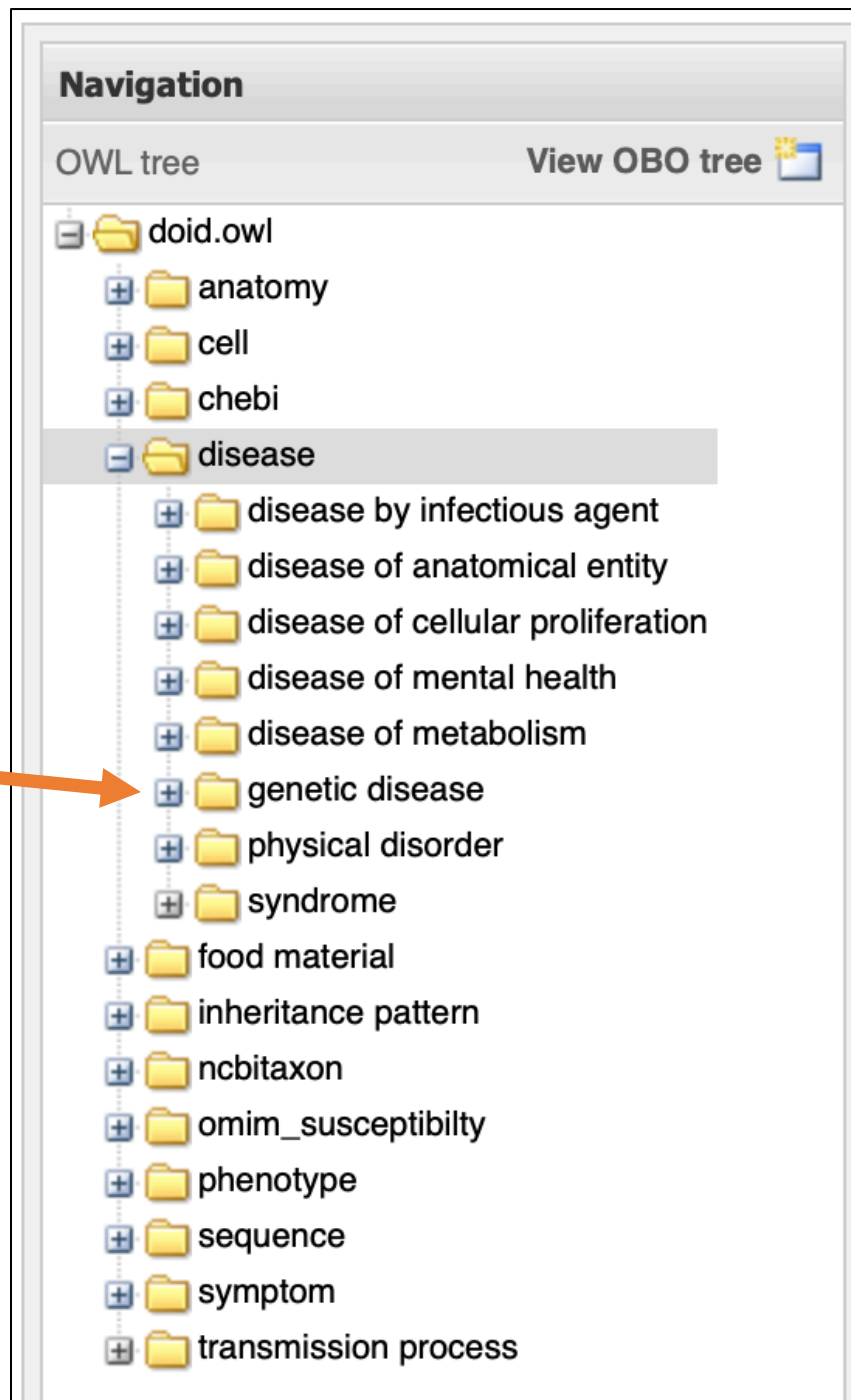 Navigation
OWL tree View OBO tree
doid.owl
anatomy
cell
chebi
disease
disease by infectious agent
disease of anatomical entity
disease of cellular proliferation
disease of mental health
disease of metabolism
genetic disease
physical disorder
syndrome
food material
inheritance pattern
ncbitaxon
omim_susceptibilty
phenotype
sequence
symptom
transmission process